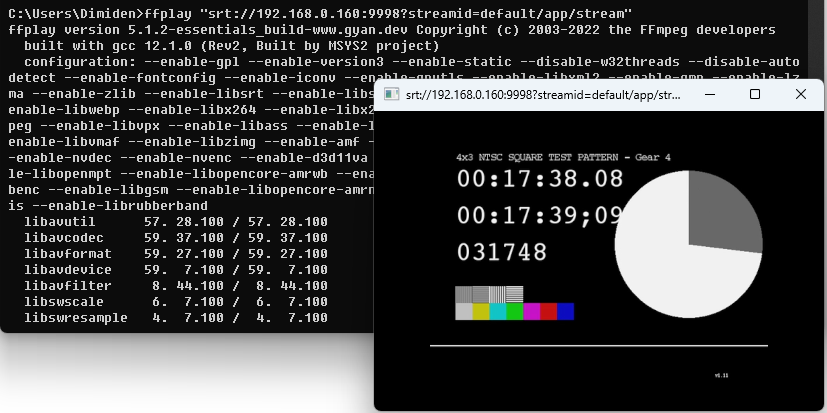 C:\Users\Dimiden>ffplay "srt://192.168.0.160:9998?streamid=default/app/stream"
ffplay version 5.1.2-essentials_build-www.gyan.dev Copyright (c) 2003-2022 the FFmpeg developers
  built with gcc 12.1.0 (Rev2, Built by MSYS2 project)
  configuration: --enable-gpl --enable-version3 --enable-static --disable-w32threads --disable-auto
detect --enable-fontconfig --enable-iconv --enable-gnutls --enable-libxml2 --enable-gmp --enable-lz
ma --enable-zlib --enable-libsrt --enable-libs
enable-libwebp --enable-libx264 --enable-libx2
peg --enable-libvpx --enable-libass --enable-l
enable-libvmaf --enable-libzimg --enable-amf -
-enable-nvdec --enable-nvenc --enable-d3d11va
le-libopenmpt --enable-libopencore-amrwb --ena
benc --enable-libgsm --enable-libopencore-amrn
is --enable-librubberband
  libavutil      57. 28.100 / 57. 28.100
  libavcodec     59. 37.100 / 59. 37.100
  libavformat    59. 27.100 / 59. 27.100
  libavdevice    59.  7.100 / 59.  7.100
  libavfilter     8. 44.100 /  8. 44.100
  libswscale      6.  7.100 /  6.  7.100
  libswresample   4.  7.100 /  4.  7.100
srt://192.168.0.160:9998?streamid=default/app/str...
4x3 NTSC SQUARE TEST PATTERN - Gear 4
00:17:38.08
00:17:39;09
031748
v1.11